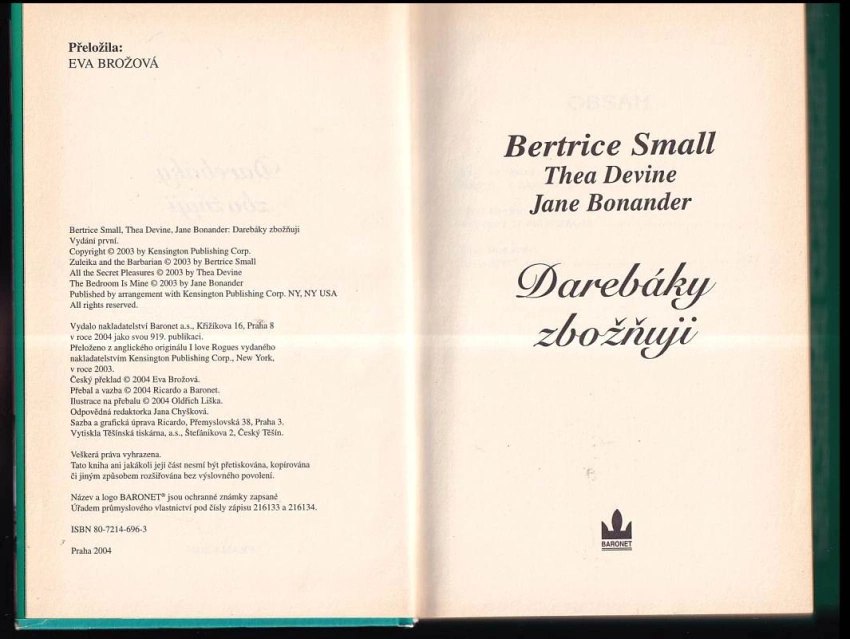 Přeložila:
EVA BROŽOVÁ
Bertrice Small, Thea Devine, Jane Bonander: Darebáky zbožňuji
Vydání první.
Copyright © 2003 by Kensington Publishing Corp.
Zuleika and the Barbarian © 2003 by Bertrice Small
All the Secret Pleasures © 2003 by Thea Devine
The Bedroom Is Mine © 2003 by Jane Bonander
Published by arrangement with Kensington Publishing Corp. NY, NY USA
All rights reserved.
Vydalo nakladatelství Baronet a.s., Křižíkova 16, Praha 8
v roce 2004 jako svou 919. publikaci.
Přeloženo z anglického originálu I love Rogues vydaného
nakladatelstvím Kensington Publishing Corp., New York,
v roce 2003.
Český překlad © 2004 Eva Brožová.
Přebal a vazba © 2004 Ricardo a Baronet.
Ilustrace na přebalu © 2004 Oldřich Liška.
Odpovědná redaktorka Jana Chyšková.
Sazba a grafická úprava Ricardo, Přemyslovská 38, Praha 3.
Vytiskla Těšínská tiskárna, a.s., Štefánikova 2, Český Těšín.
Veškerá práva vyhrazena.
Tato kniha ani jakákoli její část nesmí být přetiskována, kopírována
či jiným způsobem rozšiřována bez výslovného povolení.
Název a logo BARONET® jsou ochranné známky zapsané
Úřadem průmyslového vlastnictví pod čísly zápisu 216133 a 216134.
ISBN 80-7214-696-3
Praha 2004
Bertrice Small
Thea Devine
Jane Bonander
Darebáky
zbožňuji
BARONET